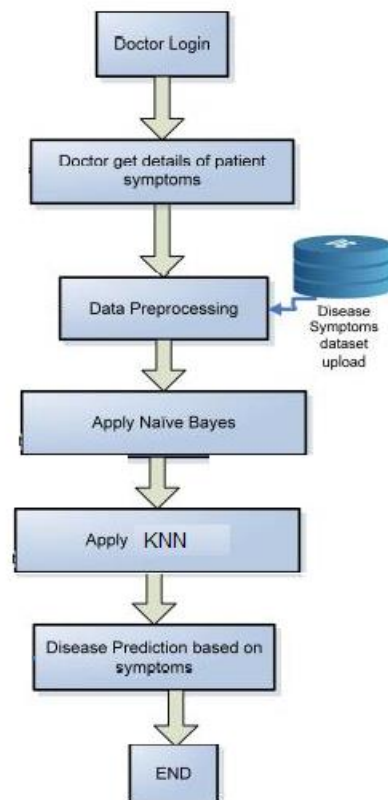 Doctor Login
Doctor get details of patient
symptoms
Data Preprocessing
Disease
Symptoms
dataset
upload
Apply Naïve Bayes
Apply KNN
Disease Prediction based on
symptoms
END